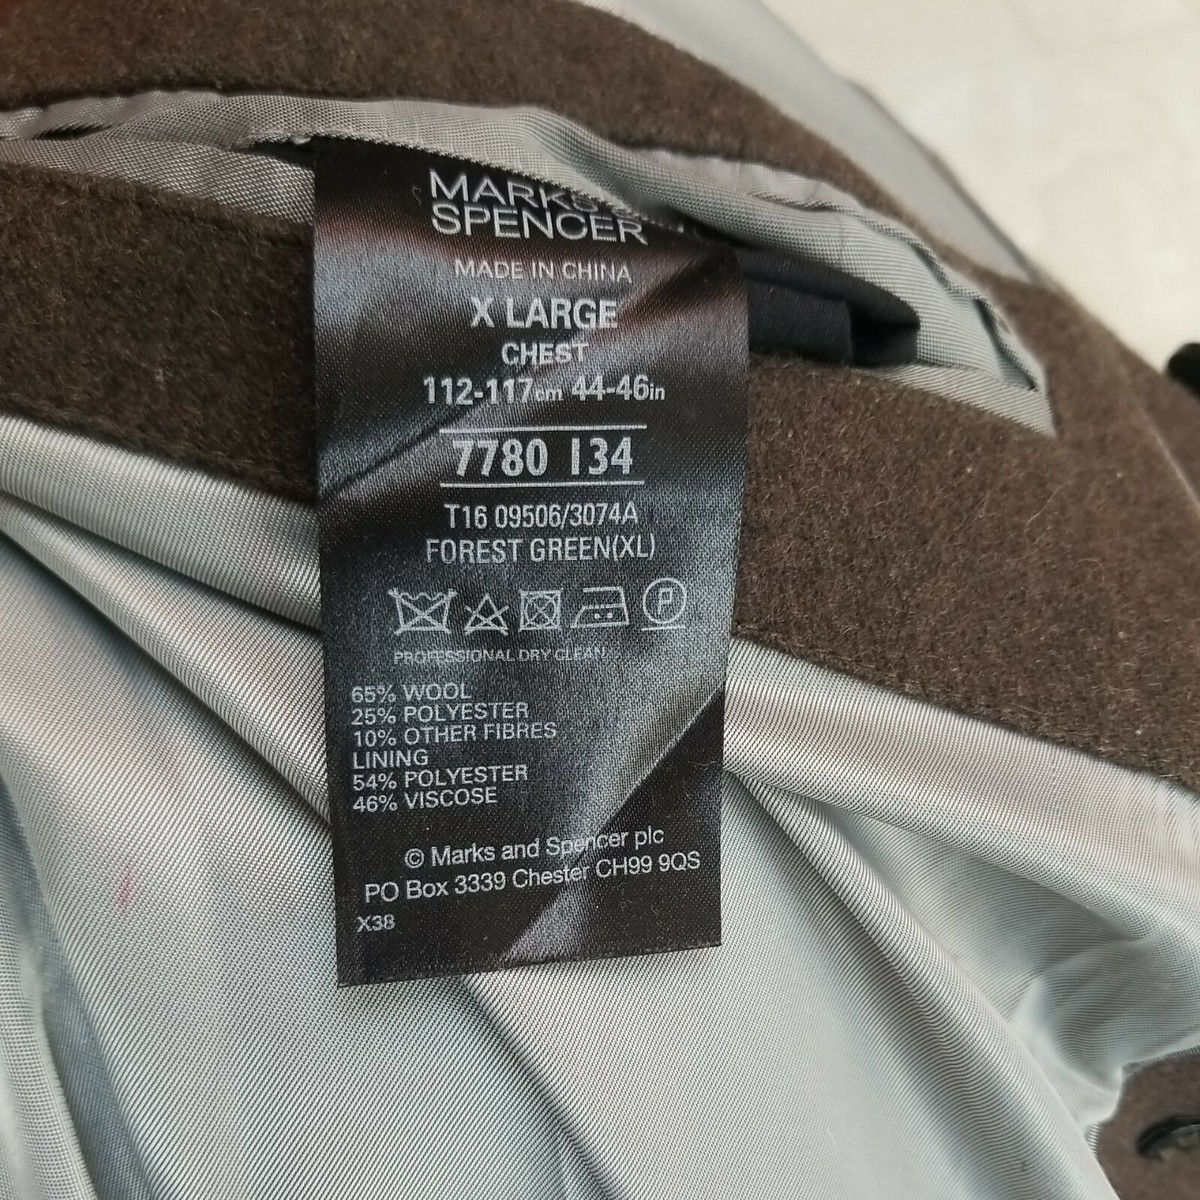 MARKS &
SPENCER
MADE IN CHINA
X LARGE
CHEST
112-117cm 44-46in
7780 134
T16 09506/3074A
FOREST GREEN(XL)
P
PROFESSIONAL DRY CLEAN
65% WOOL
25% POLYESTER
10% OTHER FIBRES
LINING
54% POLYESTER
46% VISCOSE
© Marks and Spencer plc
PO Box 3339 Chester CH99 9QS
X38